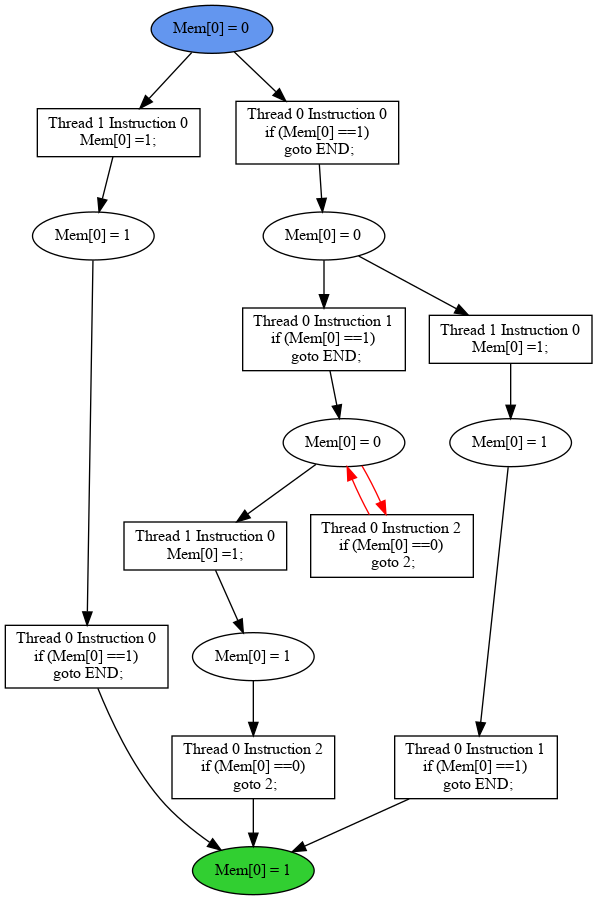 Mem[0] = 0
Thread 1 Instruction 0
Mem[0] =1;
Thread 0 Instruction 0
if (Mem[0] ==1)
goto END;
Mem[0] = 1
Mem[0] = 0
Thread 0 Instruction 1
if (Mem[0] ==1)
goto END;
Thread 1 Instruction 0
Mem[0] =1;
Mem[0] = 0
Mem[0] = 1
Thread 1 Instruction 0
Mem[0] =1;
Thread 0 Instruction 2
if (Mem[0] ==0)
goto 2;
Thread 0 Instruction 0
if (Mem[0] ==1)
goto END;
Mem[0] = 1
Thread 0 Instruction 2
if (Mem[0] ==0)
goto 2;
Thread 0 Instruction 1
if (Mem[0] ==1)
goto END;
Mem[0] = 1